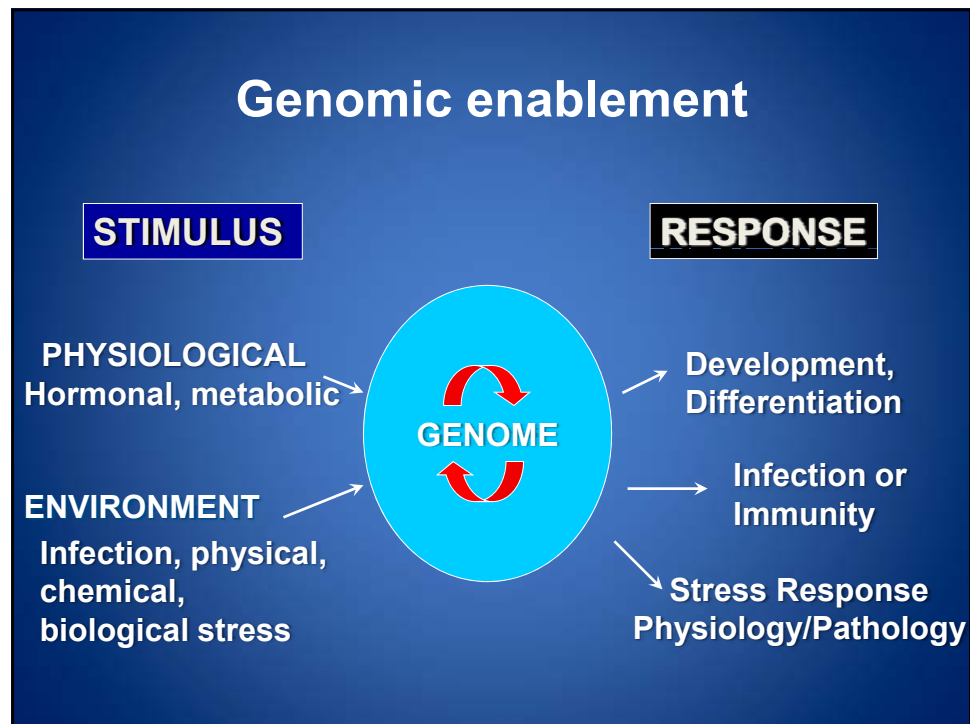 Genomic enablement
STIMULUS
RESPONSE
PHYSIOLOGICAL
Hormonal, metabolic
ENVIRONMENT
Infection, physical,
chemical,
biological stress
GENOME
Development,
Differentiation
Infection or
Immunity
Stress Response
Physiology/Pathology